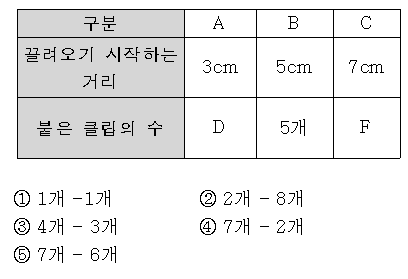 구분 A B C
끌려오기 시작하는 거리 3cm 5cm 7cm
붙은 클립의 수 D 5개 F
① 1개 -1개 ② 2개 - 8개
③ 4개 - 3개 ④ 7개 - 2개
⑤ 7개 - 6개